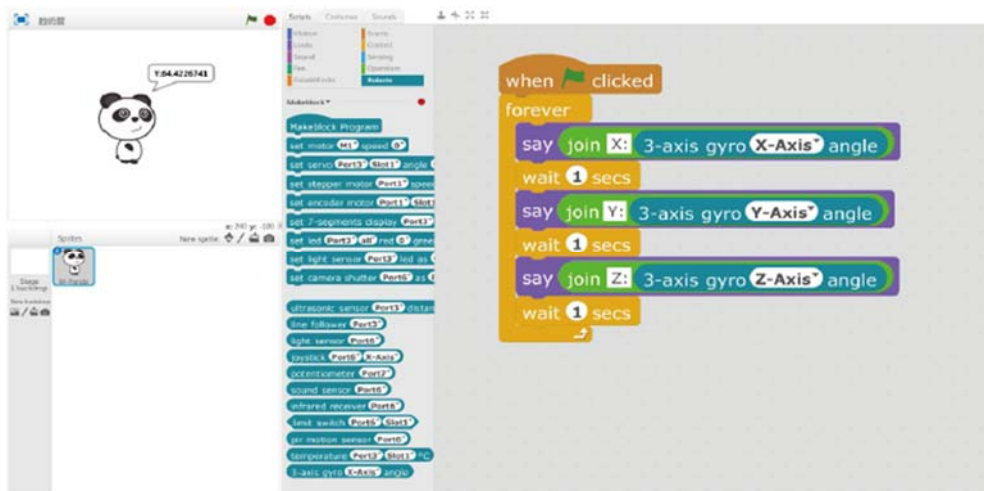 Scripts Costumes Sounds
Motion Events
Looks Control
Sound Sensing
Pen Operators
Data&Blocks Robots
Y:64.4226741
Makeblock
Makeblock Program
set motor M1 speed 0
set servo Port3 Slot1 angle
set stepper motor Port1 speed
set encoder motor Port1 Slot1
set 7-segments display Port3
set led Port3 all red 0 green
set light sensor Port3 led as
set camera shutter Port6 as
ultrasonic sensor Port3 distan
line follower Port3
light sensor Port6
joystick Port6 X-Axis
potentiometer Port7
sound sensor Port6
infrared receiver Port6
limit switch Port6 Slot1
pir motion sensor Port6
temperature Port3 Slot1 °C
3-axis gyro X-Axis angle
Sprites New sprite:
Stage
1 backdrop
New backdrop
M-Panda
when clicked
forever
say join X: 3-axis gyro X-Axis angle
wait 1 secs
say join Y: 3-axis gyro Y-Axis angle
wait 1 secs
say join Z: 3-axis gyro Z-Axis angle
wait 1 secs